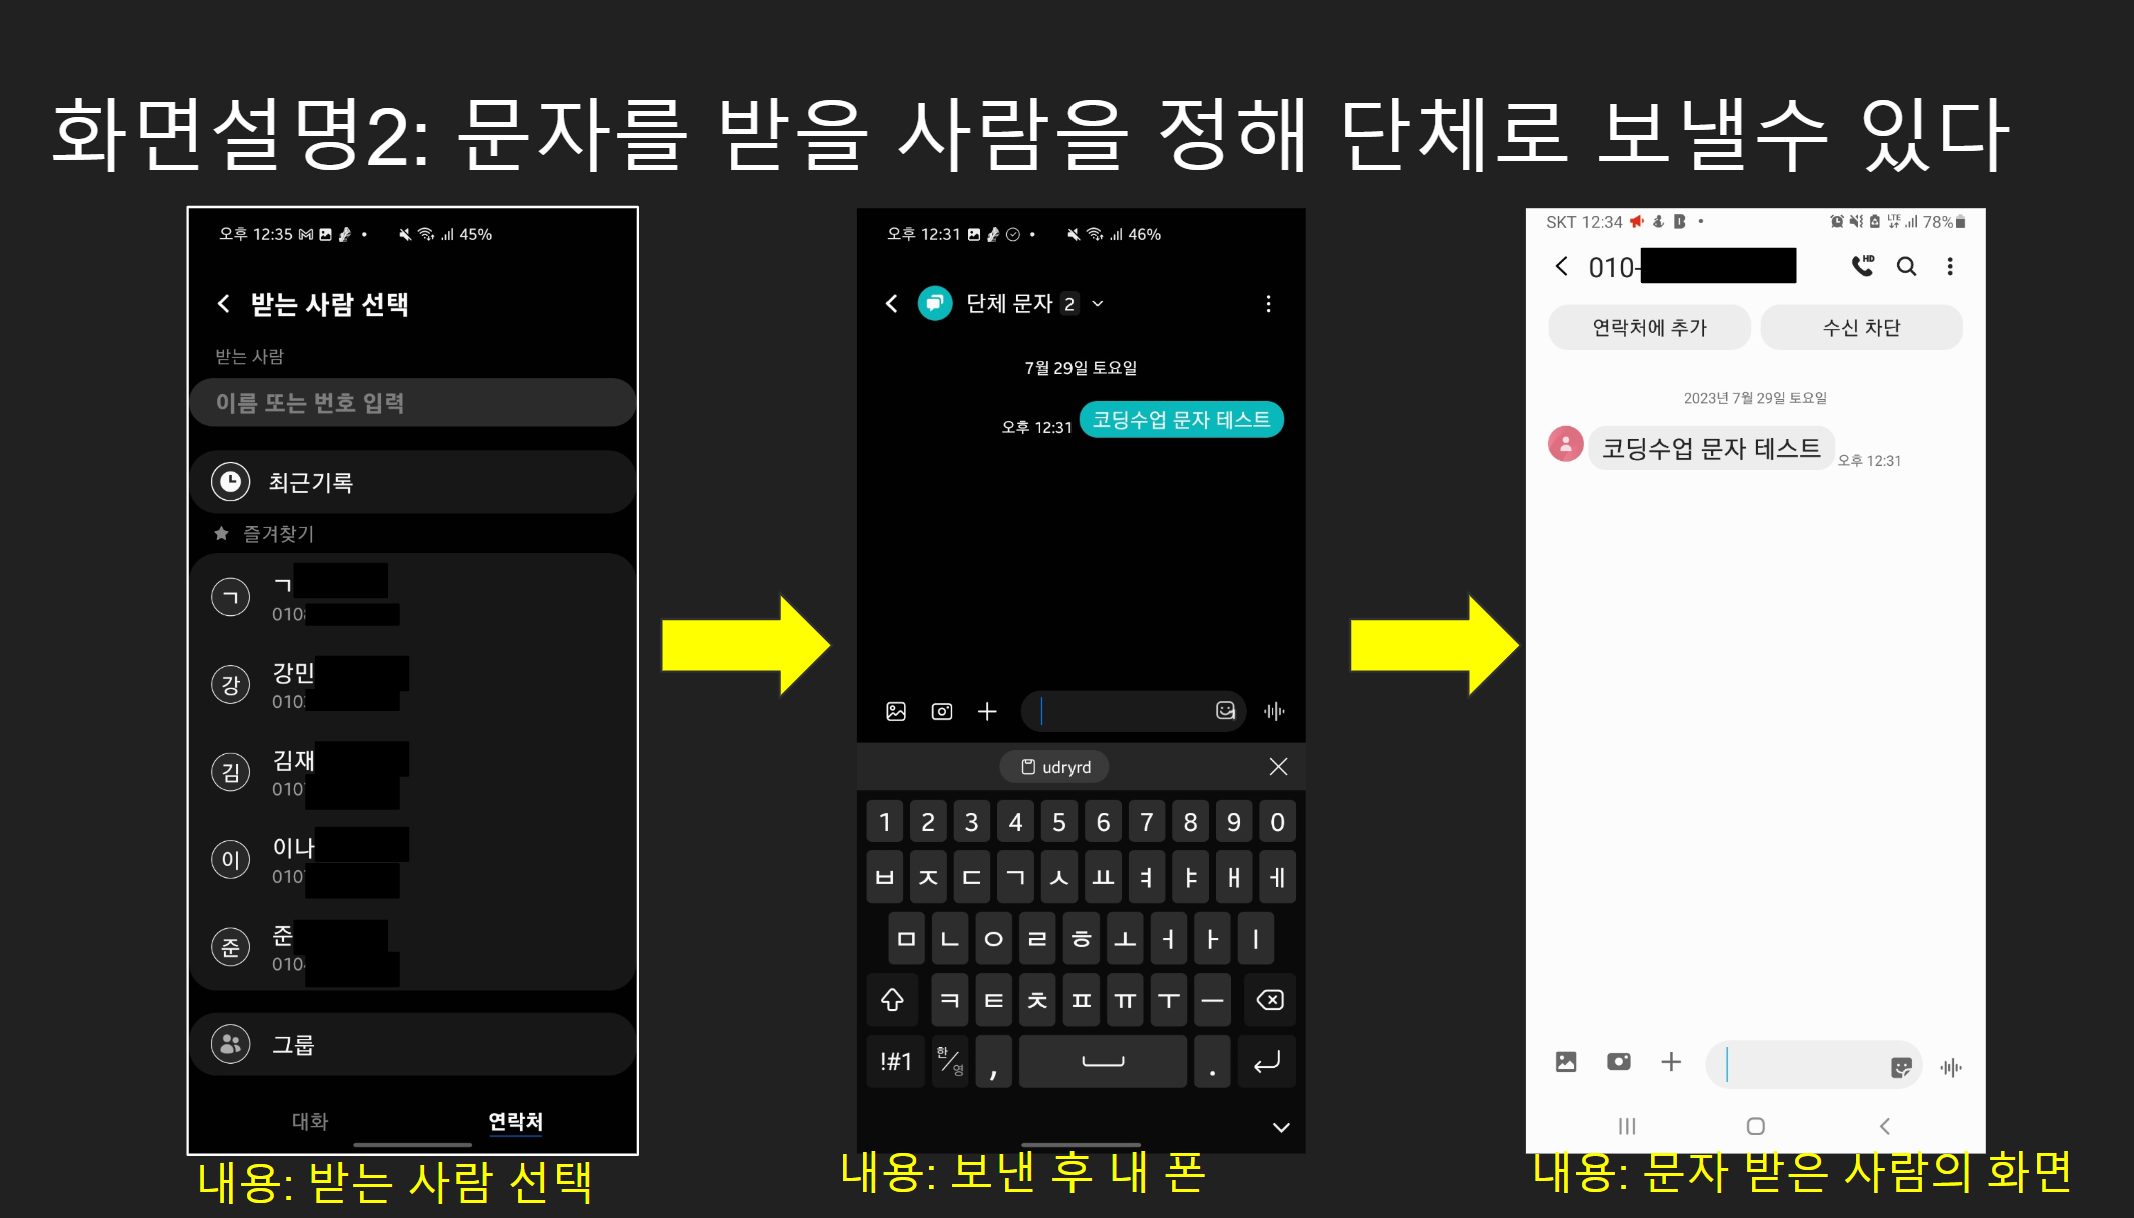 화면설명2: 문자를 받을 사람을 정해 단체로 보낼수 있다
오후 12:35
45%
받는 사람 선택
받는 사람
이름 또는 번호 입력
최근기록
즐겨찾기
ㄱ
ㄱ
010
강
강민
010
김
김재
010
이
이나
010
준
준
010
그룹
대화
연락처
내용: 받는 사람 선택
오후 12:31
46%
단체 문자 2
7월 29일 토요일
오후 12:31 코딩수업 문자 테스트
udryrd
1 2 3 4 5 6 7 8 9 0
ㅂ ㅈ ㄷ ㄱ ㅅ ㅛ ㅕ ㅑ ㅐ ㅔ
ㅁ ㄴ ㅇ ㄹ ㅎ ㅗ ㅓ ㅏ ㅣ
ㅋ ㅌ ㅊ ㅍ ㅠ ㅜ ㅡ
!#1 한/영 , .
내용: 보낸 후 내 폰
SKT 12:34
LTE 78%
010-
HD
연락처에 추가
수신 차단
2023년 7월 29일 토요일
코딩수업 문자 테스트 오후 12:31
내용: 문자 받은 사람의 화면